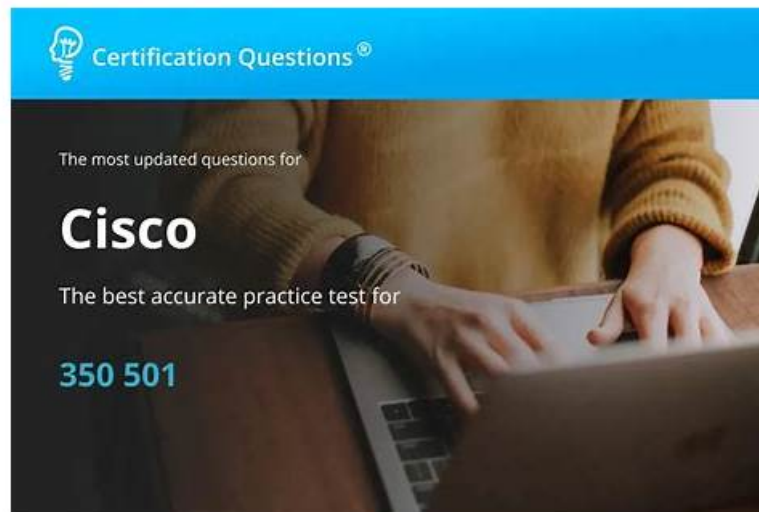 Certification Questions®
The most updated questions for
Cisco
The best accurate practice test for
350 501